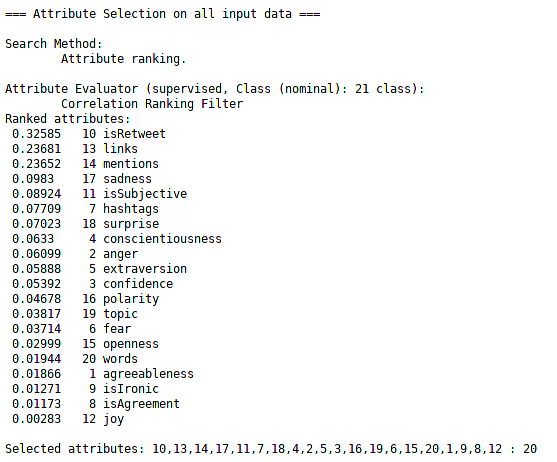 === Attribute Selection on all input data ===
Search Method:
Attribute ranking.
Attribute Evaluator (supervised, Class (nominal): 21 class):
Correlation Ranking Filter
Ranked attributes:
0.32585 10 isRetweet
0.23681 13 links
0.23652 14 mentions
0.0983 17 sadness
0.08924 11 isSubjective
0.07709 7 hashtags
0.07023 18 surprise
0.0633 4 conscientiousness
0.06099 2 anger
0.05888 5 extraversion
0.05392 3 confidence
0.04678 16 polarity
0.03817 19 topic
0.03714 6 fear
0.02999 15 openness
0.01944 20 words
0.01866 1 agreeableness
0.01271 9 isIronic
0.01173 8 isAgreement
0.00283 12 joy
Selected attributes: 10,13,14,17,11,7,18,4,2,5,3,16,19,6,15,20,1,9,8,12 : 20